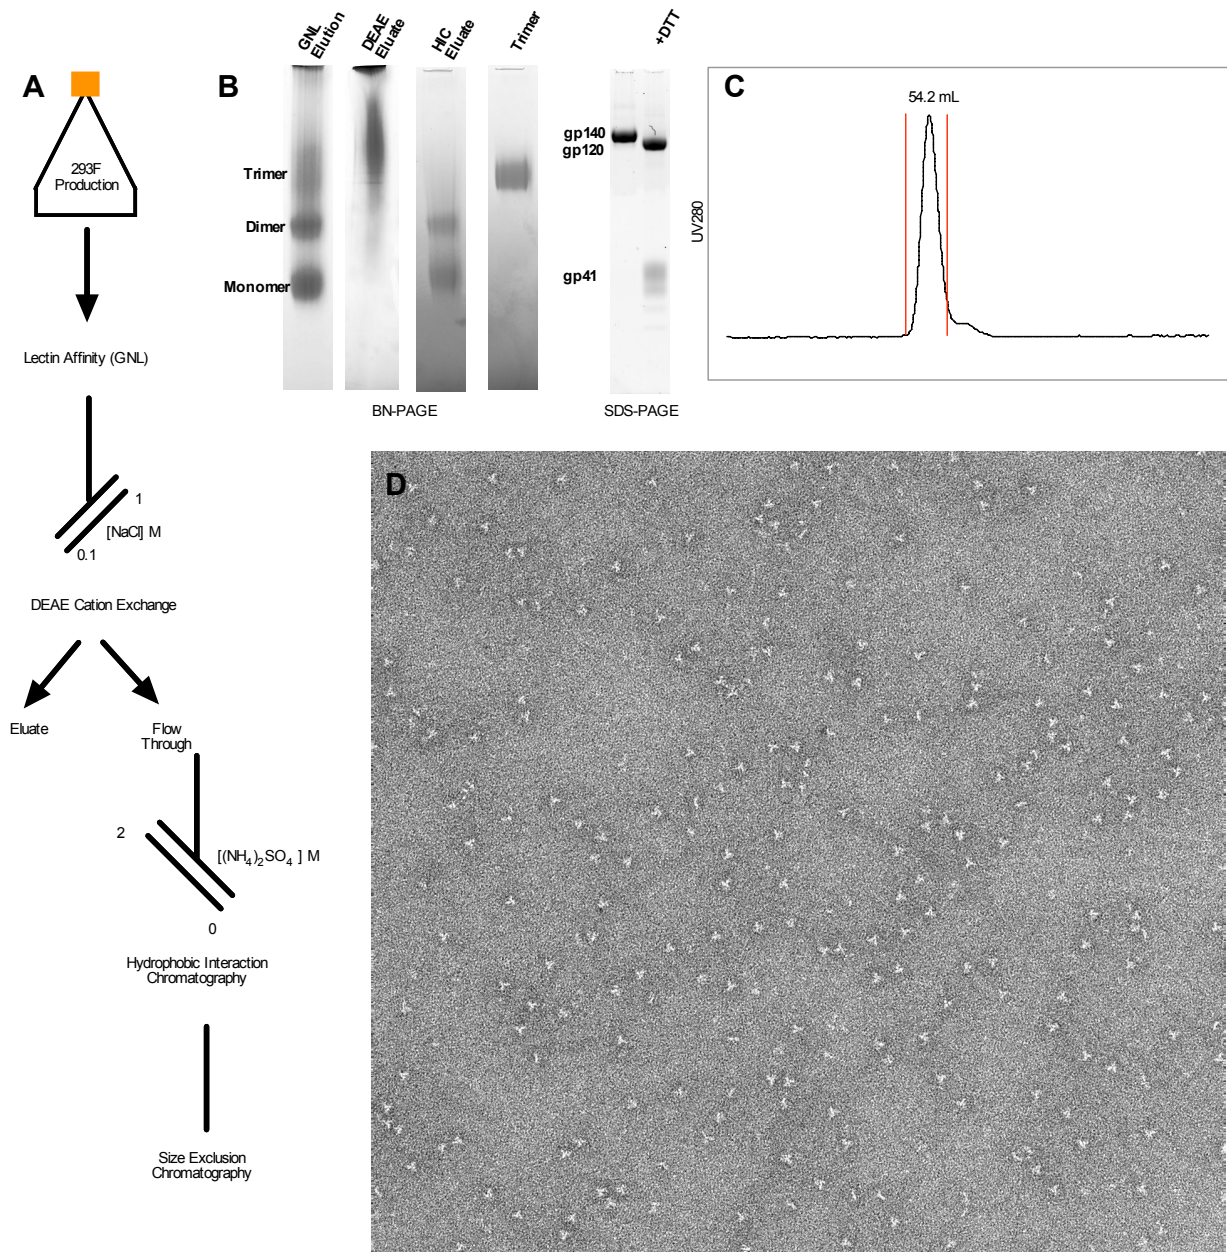 A
293F
Production
Lectin Affinity (GNL)
1
[NaCl] M
0.1
DEAE Cation Exchange
Eluate
Flow
Through
2
[(NH4)2SO4 ] M
0
Hydrophobic Interaction
Chromatography
Size Exclusion
Chromatography
B
GNL
Elution
DEAE
Eluate
HIC
Eluate
Trimer
+DTT
Trimer
Dimer
Monomer
gp140
gp120
gp41
BN-PAGE
SDS-PAGE
C
54.2 mL
UV280
D